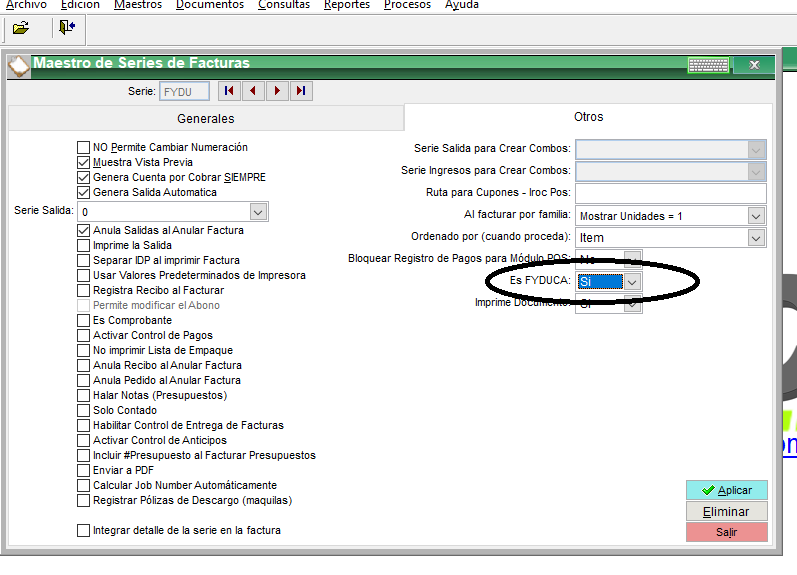 Archivo Edicion Maestros Documentos Consultas Reportes Procesos Ayuda
Maestro de Series de Facturas
Serie: FYDU
Generales
Otros
NO Permite Cambiar Numeración
Muestra Vista Previa
Genera Cuenta por Cobrar SIEMPRE
Genera Salida Automatica
Serie Salida: 0
Anula Salidas al Anular Factura
Imprime la Salida
Separar IDP al imprimir Factura
Usar Valores Predeterminados de Impresora
Registra Recibo al Facturar
Permite modificar el Abono
Es Comprobante
Activar Control de Pagos
No imprimir Lista de Empaque
Anula Recibo al Anular Factura
Anula Pedido al Anular Factura
Halar Notas (Presupuestos)
Solo Contado
Habilitar Control de Entrega de Facturas
Activar Control de Anticipos
Incluir #Presupuesto al Facturar Presupuestos
Enviar a PDF
Calcular Job Number Automáticamente
Registrar Pólizas de Descargo (maquilas)
Integrar detalle de la serie en la factura
Serie Salida para Crear Combos:
Serie Ingresos para Crear Combos:
Ruta para Cupones - Iroc Pos:
Al facturar por familia: Mostrar Unidades = 1
Ordenado por (cuando proceda): Item
Bloquear Registro de Pagos para Módulo POS: No
Es FYDUCA: Si
Imprime Documento: Si
Aplicar
Eliminar
Salir